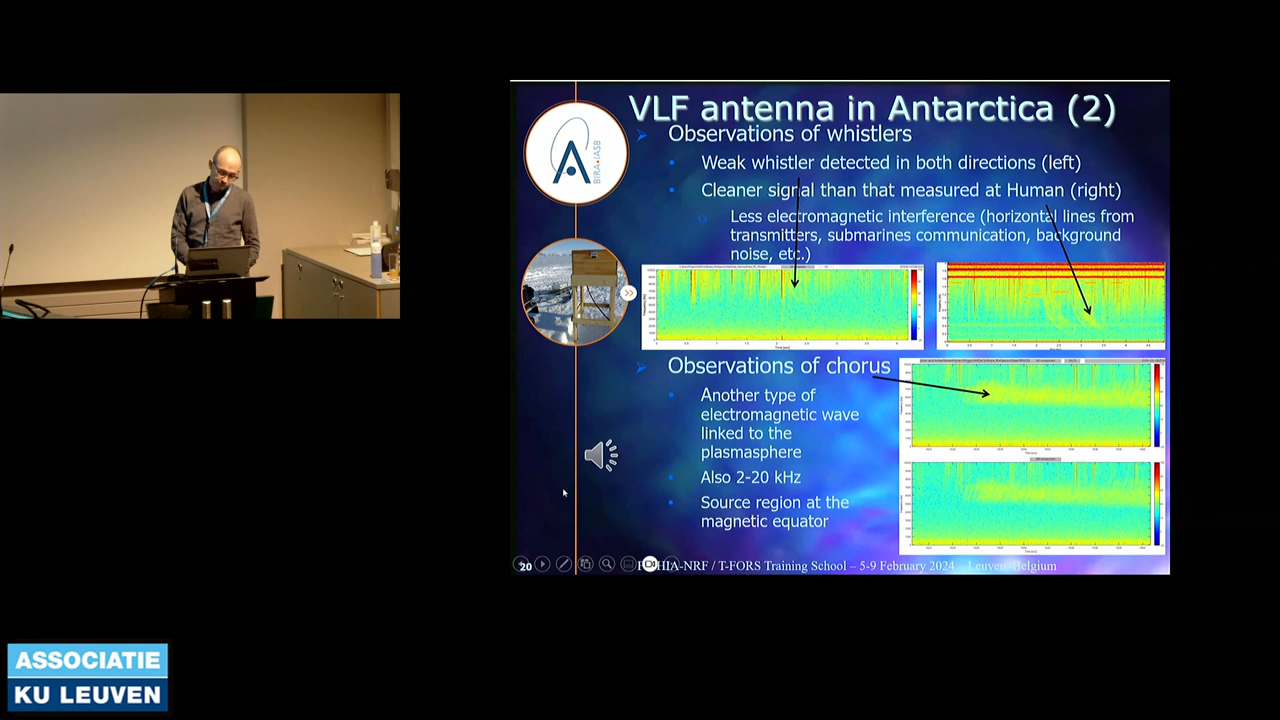 VLF antenna in Antarctica (2)
Observations of whistlers
Weak whistler detected in both directions (left)
Cleaner signal than that measured at Human (right)
Less electromagnetic interference (horizontal lines from
transmitters, submarines communication, background
noise, etc.)
BIRA•IASB
Observations of chorus
Another type of
electromagnetic wave
linked to the
plasmasphere
Also 2-20 kHz
Source region at the
magnetic equator
20
/ T-FORS Training School – 5-9 February 2024 – Leuven, Belgium
ASSOCIATIE
KU LEUVEN